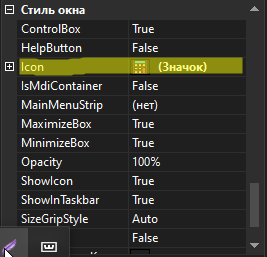 Стиль окна
ControlBox True
HelpButton False
Icon (Значок)
IsMdiContainer False
MainMenuStrip (нет)
MaximizeBox True
MinimizeBox True
Opacity 100%
ShowIcon True
ShowInTaskbar True
SizeGripStyle Auto
False